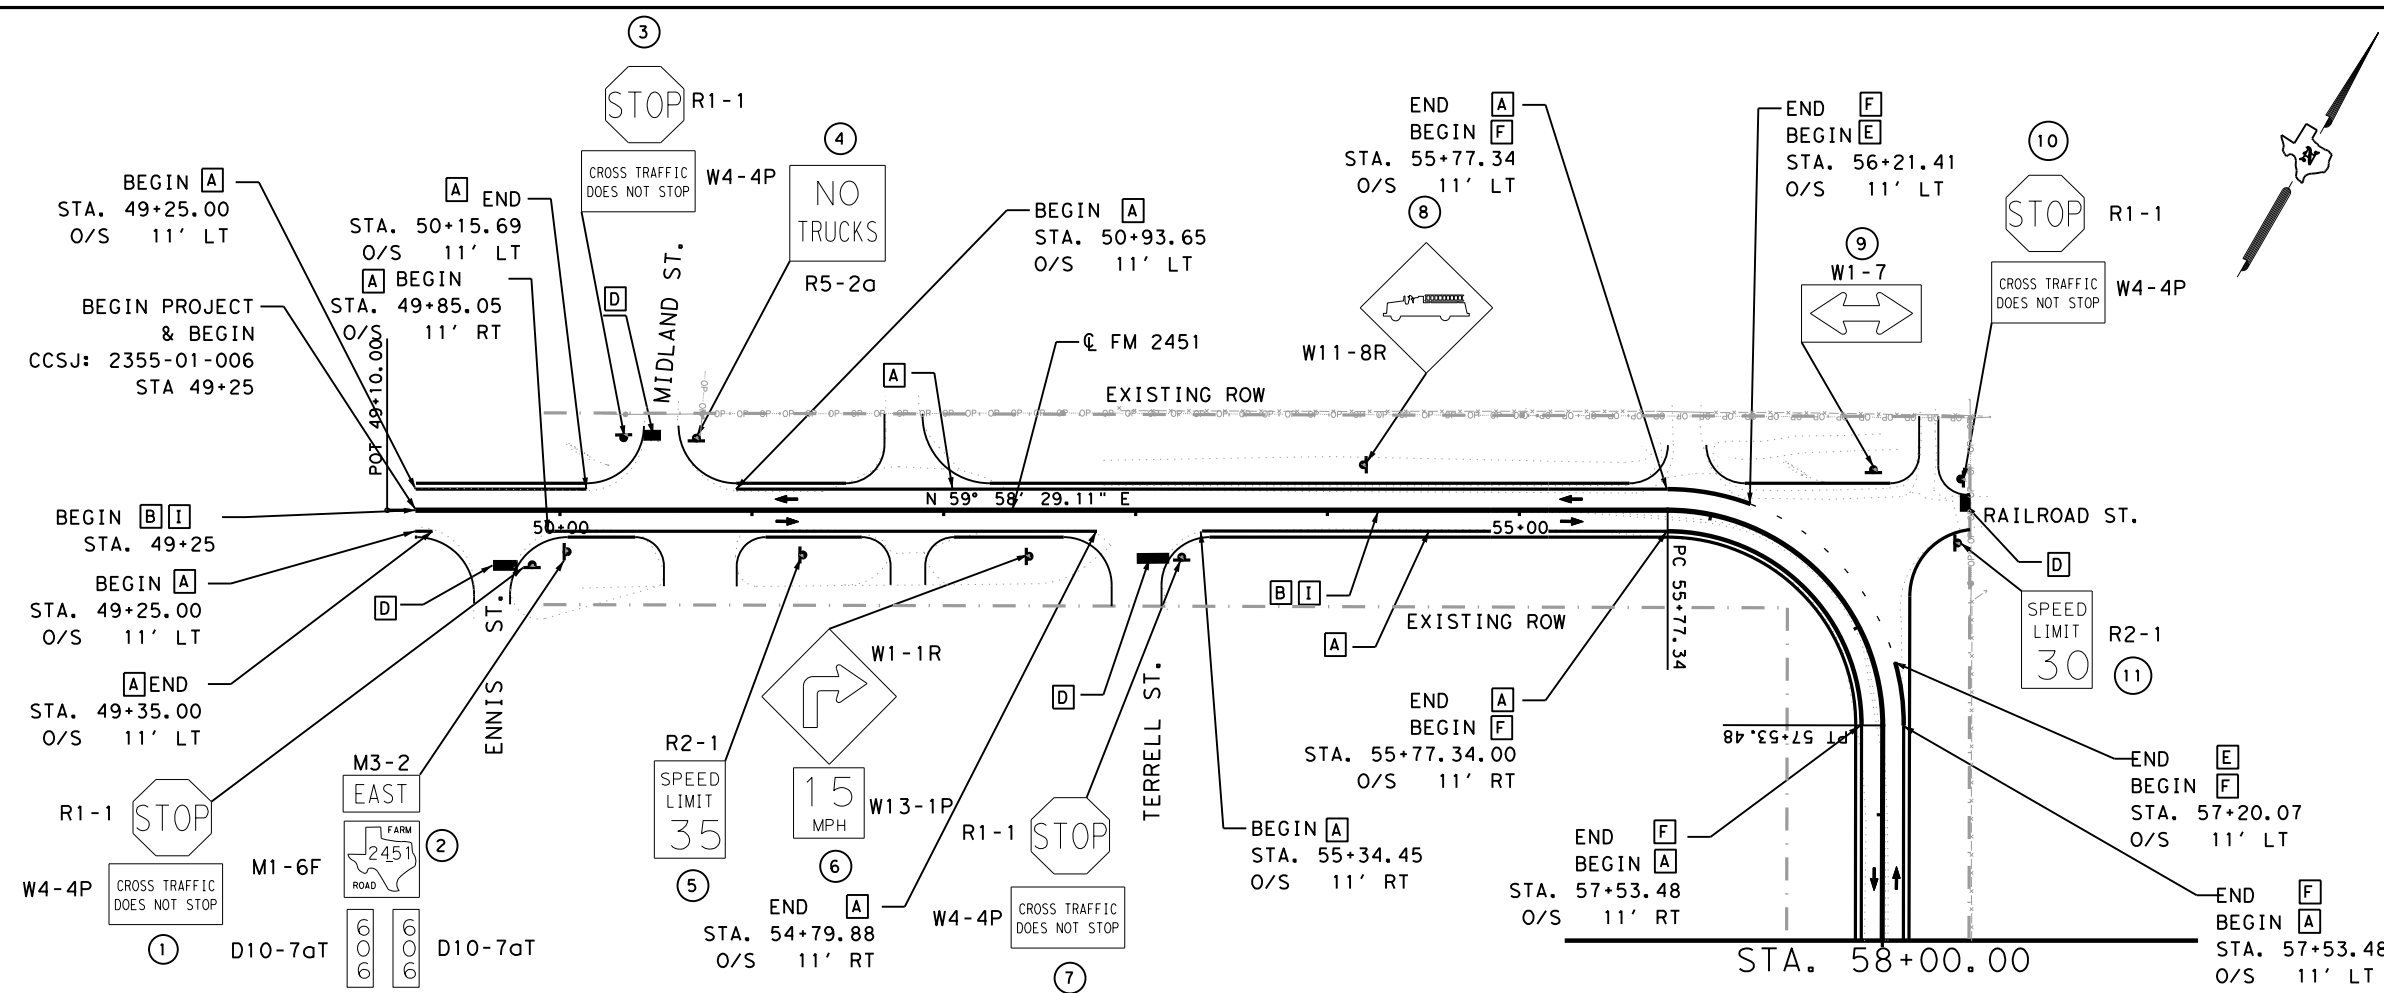 3
STOP
R1-1
CROSS TRAFFIC
DOES NOT STOP
W4-4P
4
NO
TRUCKS
R5-2a
BEGIN A
STA. 49+25.00
O/S 11' LT
A END
STA. 50+15.69
O/S 11' LT
A BEGIN
STA. 49+85.05
O/S 11' RT
BEGIN PROJECT
& BEGIN
CCSJ: 2355-01-006
STA 49+25
POT 49+10.00
D
MIDLAND ST.
BEGIN A
STA. 50+93.65
O/S 11' LT
℄ FM 2451
A
EXISTING ROW
END A
BEGIN F
STA. 55+77.34
O/S 11' LT
8
W11-8R
END F
BEGIN E
STA. 56+21.41
O/S 11' LT
9
W1-7
10
STOP
R1-1
CROSS TRAFFIC
DOES NOT STOP
W4-4P
N
N 59° 58' 29.11" E
50+00
55+00
BEGIN B I
STA. 49+25
BEGIN A
STA. 49+25.00
O/S 11' LT
A END
STA. 49+35.00
O/S 11' LT
D
ENNIS ST.
B I
A
EXISTING ROW
PC 55+77.34
RAILROAD ST.
D
SPEED
LIMIT
30
R2-1
11
R1-1
STOP
W4-4P
CROSS TRAFFIC
DOES NOT STOP
1
M3-2
EAST
M1-6F
FARM
2451
ROAD
2
D10-7aT
606
606
D10-7aT
R2-1
SPEED
LIMIT
35
5
W1-1R
15
MPH
W13-1P
6
END A
STA. 54+79.88
O/S 11' RT
D
TERRELL ST.
R1-1
STOP
W4-4P
CROSS TRAFFIC
DOES NOT STOP
7
BEGIN A
STA. 55+34.45
O/S 11' RT
END A
BEGIN F
STA. 55+77.34.00
O/S 11' RT
PT 57+53.48
END F
BEGIN A
STA. 57+53.48
O/S 11' RT
END E
BEGIN F
STA. 57+20.07
O/S 11' LT
END F
BEGIN A
STA. 57+53.48
O/S 11' LT
STA. 58+00.00